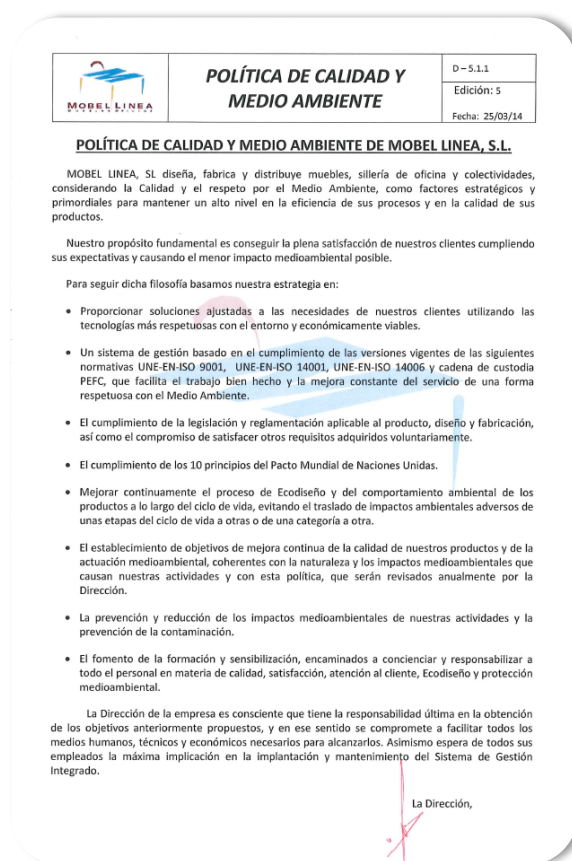 MOBEL LINEA
POLÍTICA DE CALIDAD Y
MEDIO AMBIENTE
D – 5.1.1
Edición: 5
Fecha: 25/03/14
POLÍTICA DE CALIDAD Y MEDIO AMBIENTE DE MOBEL LINEA, S.L.
MOBEL LINEA, SL diseña, fabrica y distribuye muebles, sillería de oficina y colectividades,
considerando la Calidad y el respeto por el Medio Ambiente, como factores estratégicos y
primordiales para mantener un alto nivel en la eficiencia de sus procesos y en la calidad de sus
productos.
Nuestro propósito fundamental es conseguir la plena satisfacción de nuestros clientes cumpliendo
sus expectativas y causando el menor impacto medioambiental posible.
Para seguir dicha filosofía basamos nuestra estrategia en:
• Proporcionar soluciones ajustadas a las necesidades de nuestros clientes utilizando las
tecnologías más respetuosas con el entorno y económicamente viables.
• Un sistema de gestión basado en el cumplimiento de las versiones vigentes de las siguientes
normativas UNE-EN-ISO 9001, UNE-EN-ISO 14001, UNE-EN-ISO 14006 y cadena de custodia
PEFC, que facilita el trabajo bien hecho y la mejora constante del servicio de una forma
respetuosa con el Medio Ambiente.
• El cumplimiento de la legislación y reglamentación aplicable al producto, diseño y fabricación,
así como el compromiso de satisfacer otros requisitos adquiridos voluntariamente.
• El cumplimiento de los 10 principios del Pacto Mundial de Naciones Unidas.
• Mejorar continuamente el proceso de Ecodiseño y del comportamiento ambiental de los
productos a lo largo del ciclo de vida, evitando el traslado de impactos ambientales adversos de
unas etapas del ciclo de vida a otras o de una categoría a otra.
• El establecimiento de objetivos de mejora continua de la calidad de nuestros productos y de la
actuación medioambiental, coherentes con la naturaleza y los impactos medioambientales que
causan nuestras actividades y con esta política, que serán revisados anualmente por la
Dirección.
• La prevención y reducción de los impactos medioambientales de nuestras actividades y la
prevención de la contaminación.
• El fomento de la formación y sensibilización, encaminados a concienciar y responsabilizar a
todo el personal en materia de calidad, satisfacción, atención al cliente, Ecodiseño y protección
medioambiental.
La Dirección de la empresa es consciente que tiene la responsabilidad última en la obtención
de los objetivos anteriormente propuestos, y en ese sentido se compromete a facilitar todos los
medios humanos, técnicos y económicos necesarios para alcanzarlos. Asimismo espera de todos sus
empleados la máxima implicación en la implantación y mantenimiento del Sistema de Gestión
Integrado.
La Dirección,